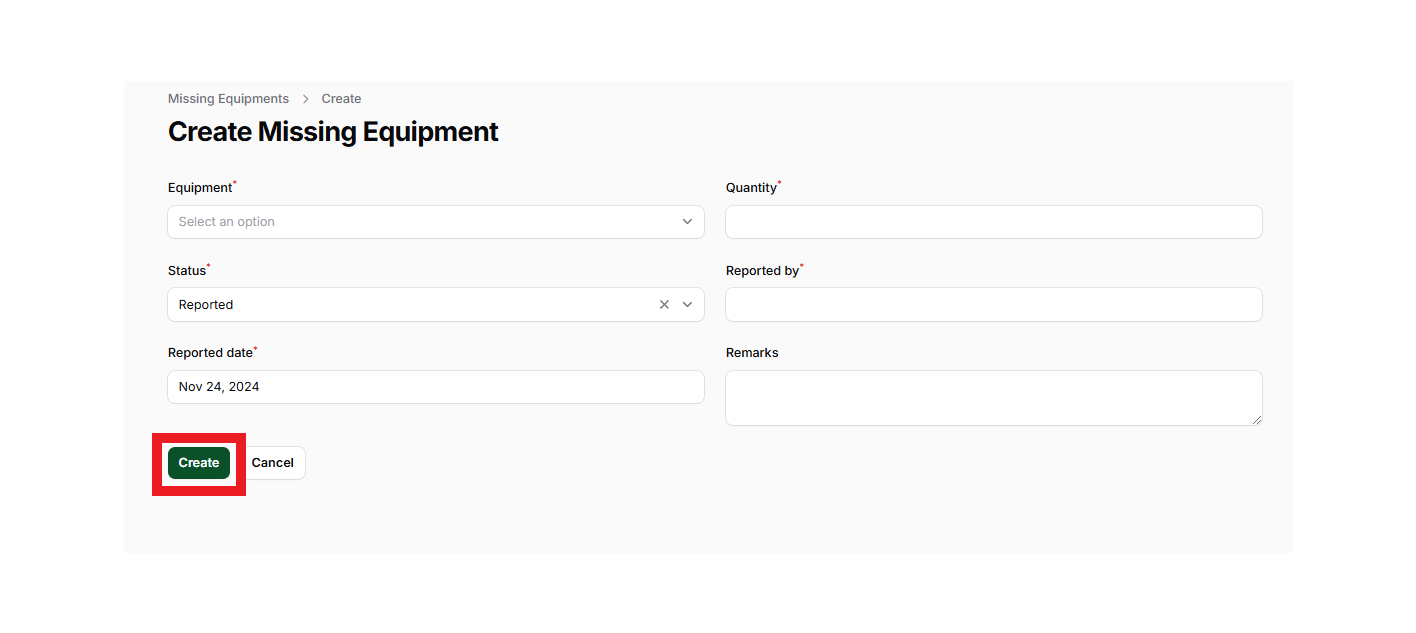 Missing Equipments > Create
Create Missing Equipment
Equipment* Quantity*
Select an option
Status* Reported by*
Reported
Reported date* Remarks
Nov 24, 2024
Create Cancel